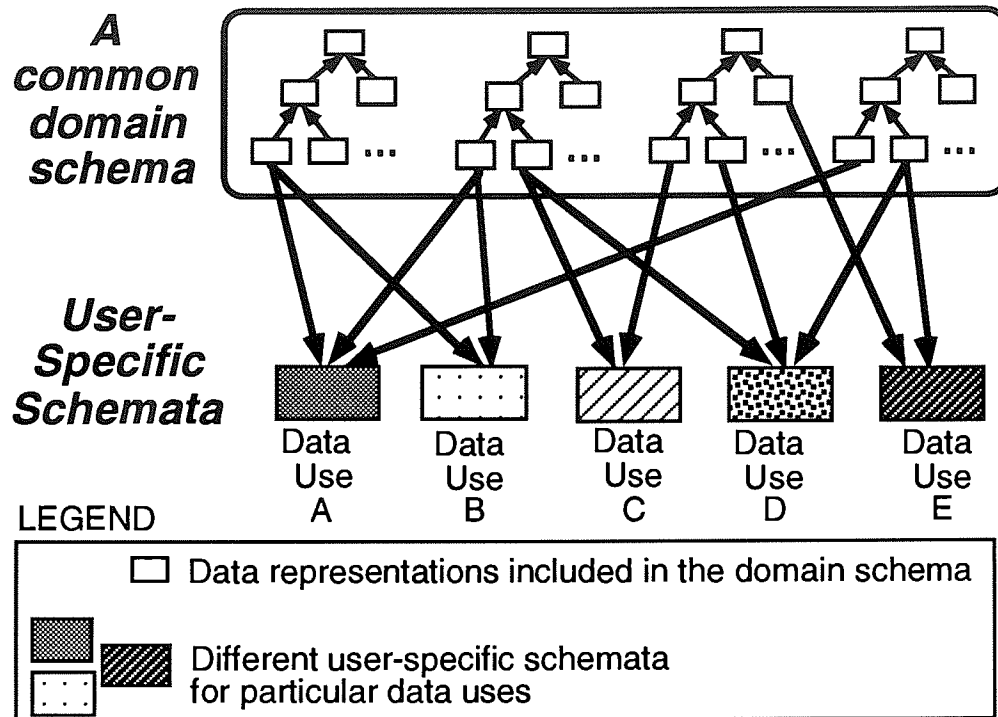 A
common
domain
schema
...
...
...
...
User-
Specific
Schemata
Data
Use
A
Data
Use
B
Data
Use
C
Data
Use
D
Data
Use
E
LEGEND
Data representations included in the domain schema
Different user-specific schemata
for particular data uses